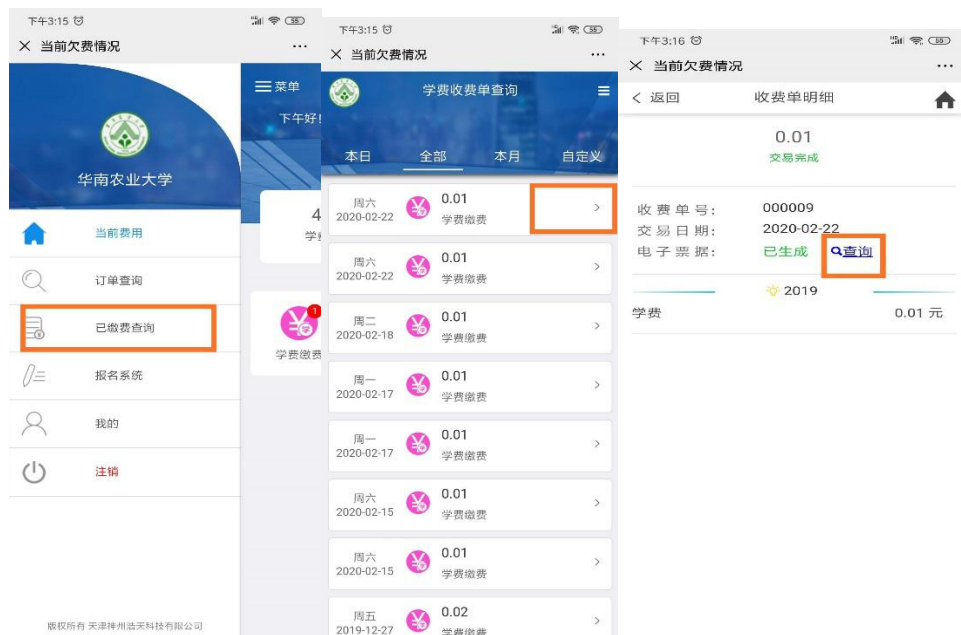 下午3:15
55
当前欠费情况
...
菜单
下午好!
华南农业大学
4
当前费用
订单查询
已缴费查询
1
学费缴费
报名系统
我的
注销
版权所有 天津神州浩天科技有限公司
下午3:15
55
当前欠费情况
...
学费收费单查询
本日 全部 本月 自定义
周六 0.01
2020-02-22 学费缴费
周六 0.01
2020-02-22 学费缴费
周二 0.01
2020-02-18 学费缴费
周一 0.01
2020-02-17 学费缴费
周一 0.01
2020-02-17 学费缴费
周六 0.01
2020-02-15 学费缴费
周六 0.01
2020-02-15 学费缴费
周五 0.02
2019-12-27 学费缴费
下午3:16
55
当前欠费情况
...
< 返回 收费单明细
0.01
交易完成
收费单号: 000009
交易日期: 2020-02-22
电子票据: 已生成 查询
2019
学费 0.01 元